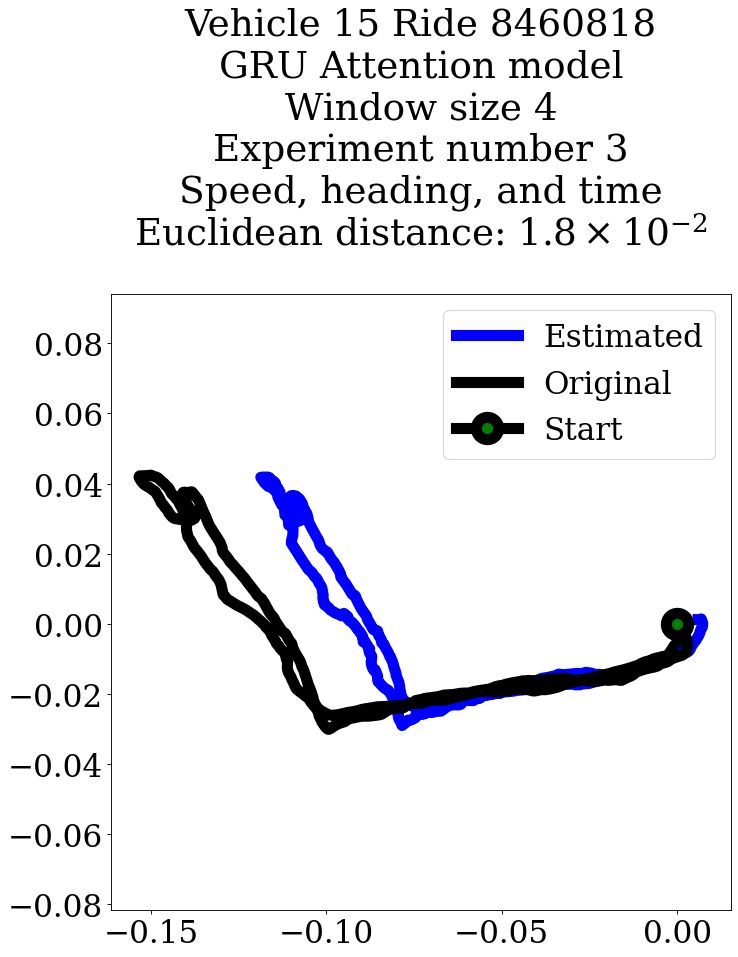 Vehicle 15 Ride 8460818
GRU Attention model
Window size 4
Experiment number 3
Speed, heading, and time
Euclidean distance: 1.8 × 10⁻²
Estimated
Original
Start
0.08
0.06
0.04
0.02
0.00
−0.02
−0.04
−0.06
−0.08
−0.15
−0.10
−0.05
0.00